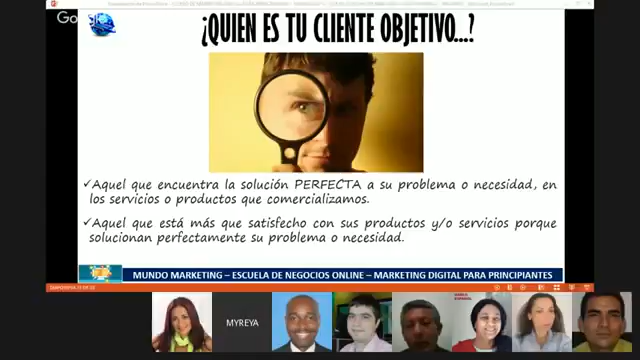 ¿QUIEN ES TU CLIENTE OBJETIVO...?
✓Aquel que encuentra la solución PERFECTA a su problema o necesidad, en
los servicios o productos que comercializamos.
✓Aquel que está más que satisfecho con sus productos y/o servicios porque
solucionan perfectamente su problema o necesidad.
MUNDO MARKETING – ESCUELA DE NEGOCIOS ONLINE – MARKETING DIGITAL PARA PRINCIPIANTES
MYREYA